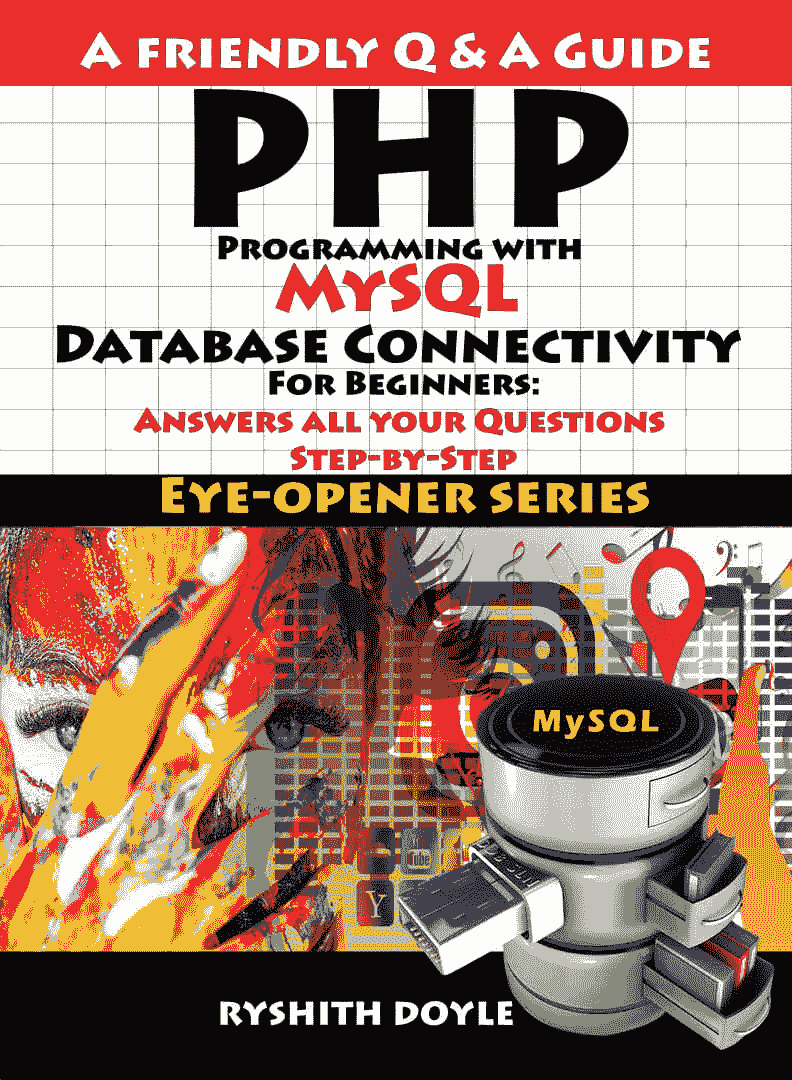 A FRIENDLY Q & A GUIDE
PHP
PROGRAMMING WITH
MYSQL
DATABASE CONNECTIVITY
FOR BEGINNERS:
ANSWERS ALL YOUR QUESTIONS
STEP-BY-STEP
EYE-OPENER SERIES
MySQL
Tube
Y
RYSHITH DOYLE